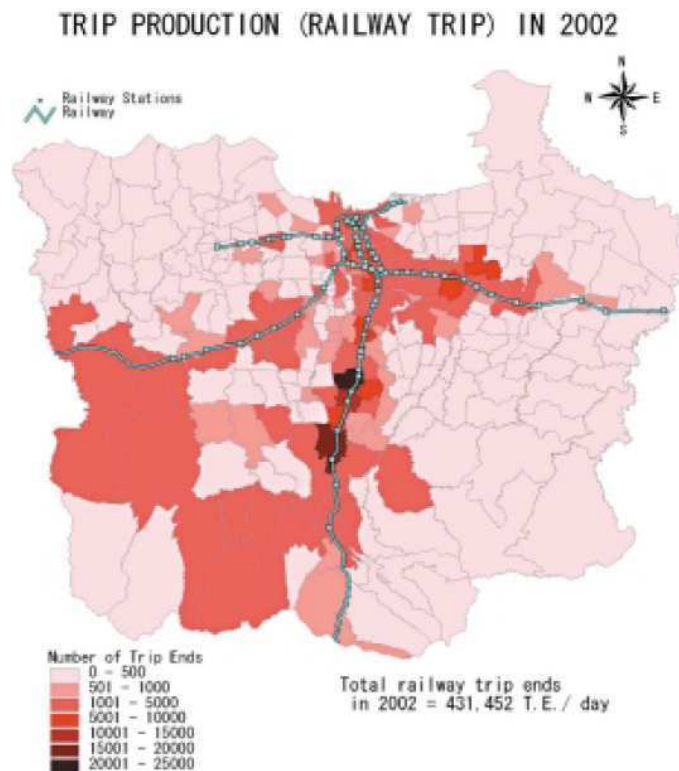 TRIP PRODUCTION (RAILWAY TRIP) IN 2002
N
W E
S
Railway Stations
Railway
Number of Trip Ends
0 - 500
501 - 1000
1001 - 5000
5001 - 10000
10001 - 15000
15001 - 20000
20001 - 25000
Total railway trip ends
in 2002 = 431,452 T.E./ day